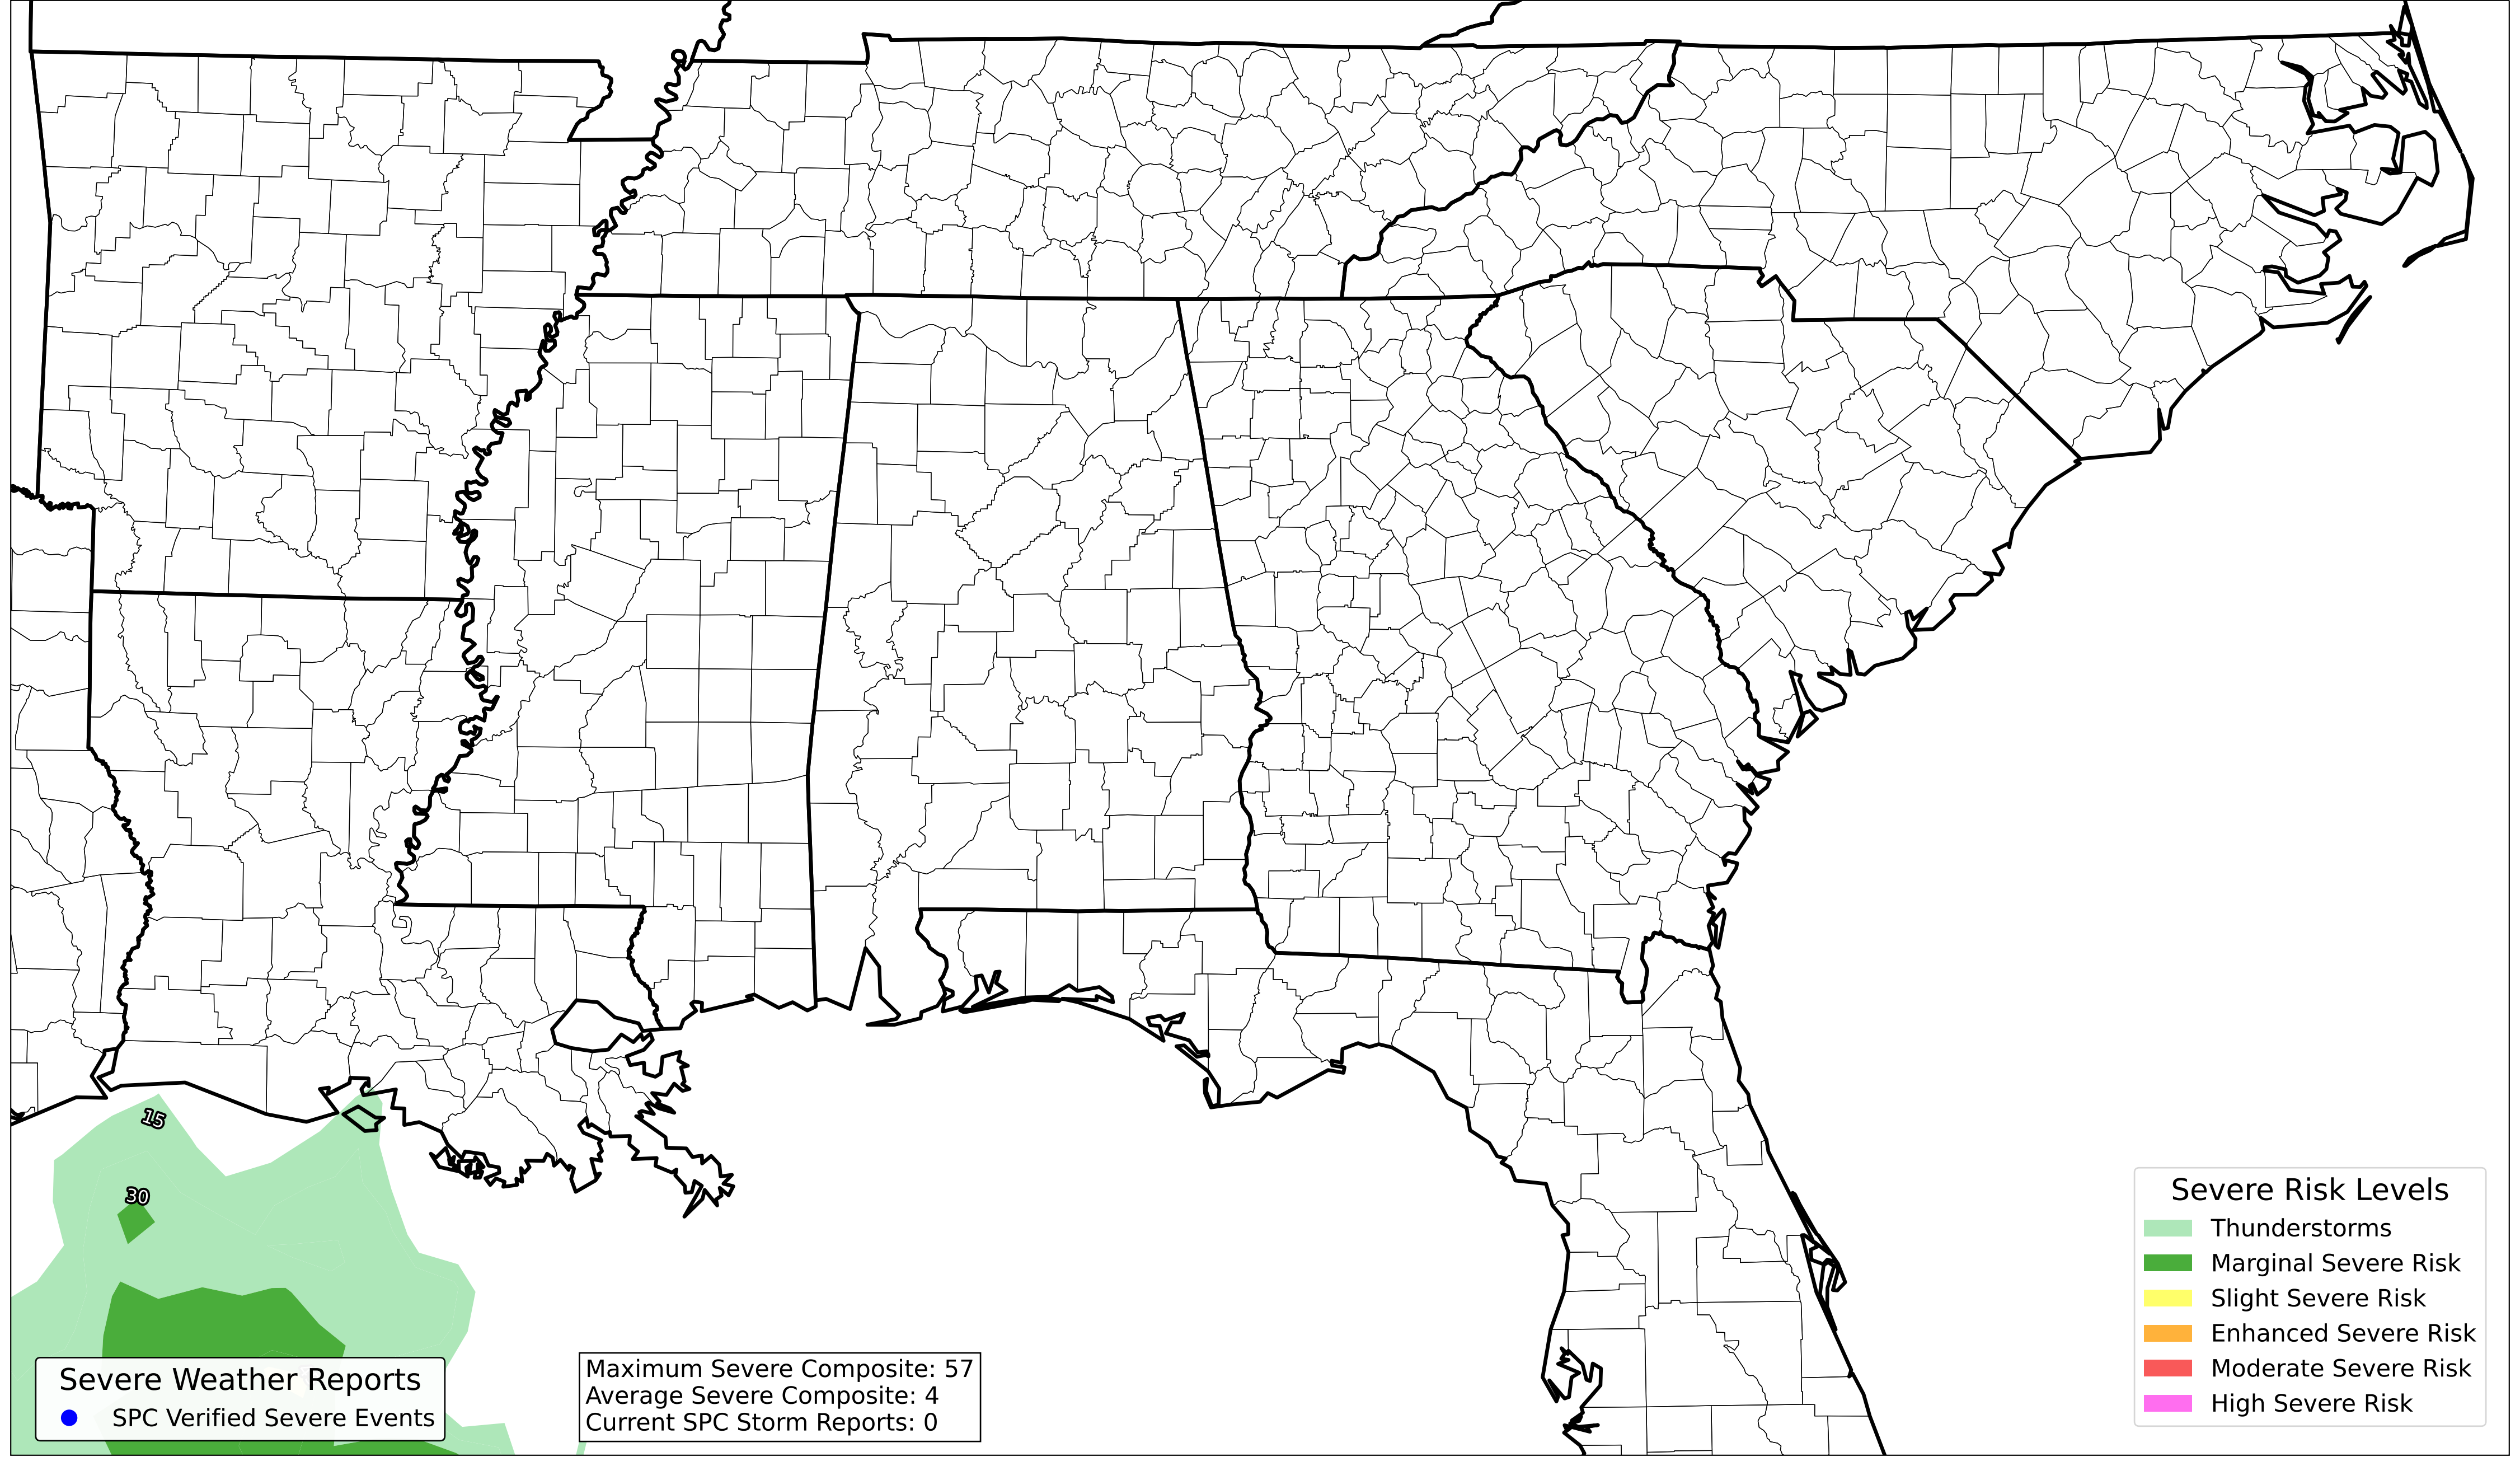 15
30
Severe Risk Levels
Thunderstorms
Marginal Severe Risk
Slight Severe Risk
Enhanced Severe Risk
Moderate Severe Risk
High Severe Risk
Severe Weather Reports
SPC Verified Severe Events
Maximum Severe Composite: 57
Average Severe Composite: 4
Current SPC Storm Reports: 0